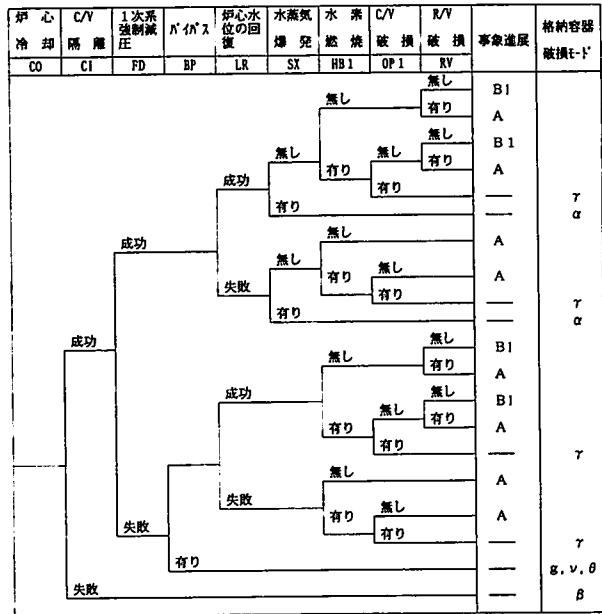 炉心冷却 C/V隔離 1次系強制減圧 バイパス 炉心水位の回復 水蒸気爆発 水素燃焼 C/V破損 R/V破損 事象進展 格納容器破損モード
CO CI FD BP LR SX HB1 OP1 RV
無し B1
無し 有り A
無し B1
無し 無し 有り A
成功 有り 有り — γ
有り — α
成功 無し A
無し 無し A
失敗 有り 有り — γ
有り — α
成功 無し B1
無し 有り A
成功 無し B1
無し 有り A
有り 有り — γ
無し A
失敗 無し A
失敗 有り 有り — γ
有り — g, ν, θ
失敗 — β